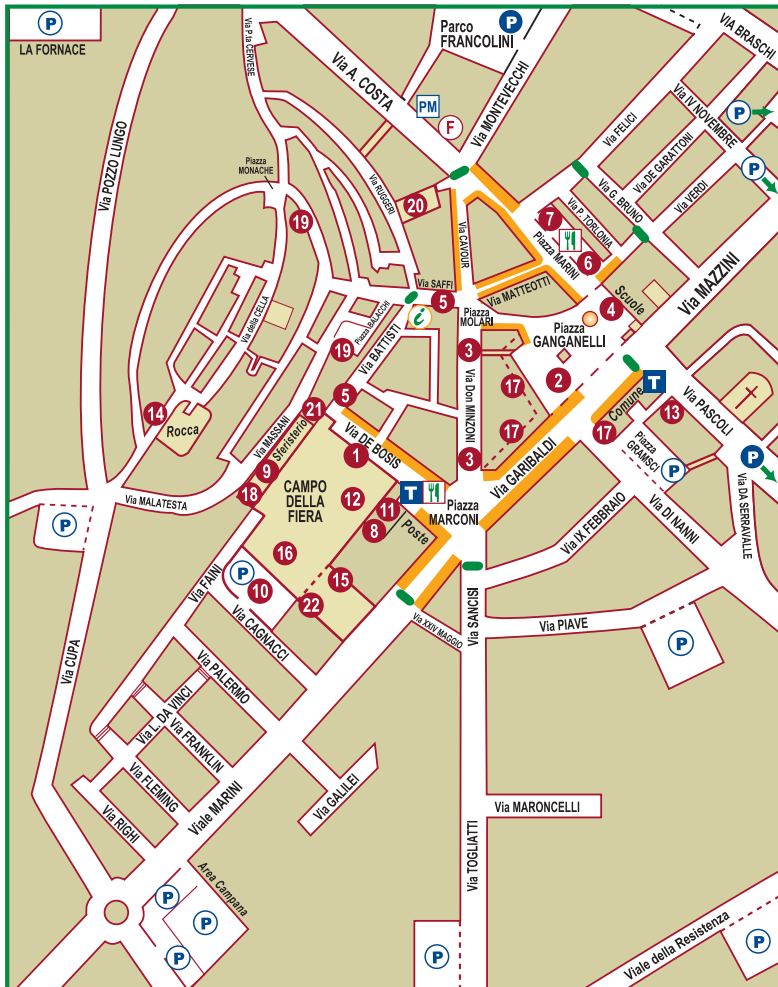 P
LA FORNACE
Via P.ta CERVESE
Via A. COSTA
Parco
FRANCOLINI
P
VIA BRASCHI
PM
F
Via MONTEVECCHI
Via FELICI
Via IV NOVEMBRE
P
P
Via DE GARATTONI
Via VERDI
Via G. BRUNO
Via POZZO LUNGO
Piazza
MONACHE
19
Via RUGGERI
20
Via CAVOUR
7
Via P. TORLONIA
Piazza MARINI
6
Via MAZZINI
Via SAFFI
5
i
Via MATTEOTTI
4
Scuole
Via della CELLA
Piazza BALACCHI
19
Via BATTISTI
Piazza
MOLARI
3
Piazza
GANGANELLI
2
17
17
Via Don MINZONI
3
T
Comune
17
13
Via PASCOLI
Piazza
GRAMSCI
P
P
Via DA SERRAVALLE
14
Rocca
5
21
Sferisterio
9
18
Via MASSANI
Via DE BOSIS
1
Via GARIBALDI
CAMPO
DELLA
FIERA
12
T
11
8
Poste
Piazza
MARCONI
Via MALATESTA
P
16
15
22
P
10
Via FAINI
Via CAGNACCI
Via IX FEBBRAIO
Via DI NANNI
Via XXIV MAGGIO
Via SANCISI
Via PIAVE
P
Via CUPA
Via PALERMO
Via L. DA VINCI
Via FRANKLIN
Via FLEMING
Via RIGHI
Viale MARINI
Via GALILEI
Via MARONCELLI
Via TOGLIATTI
Area Campana
P
P
P
P
P
Viale della Resistenza